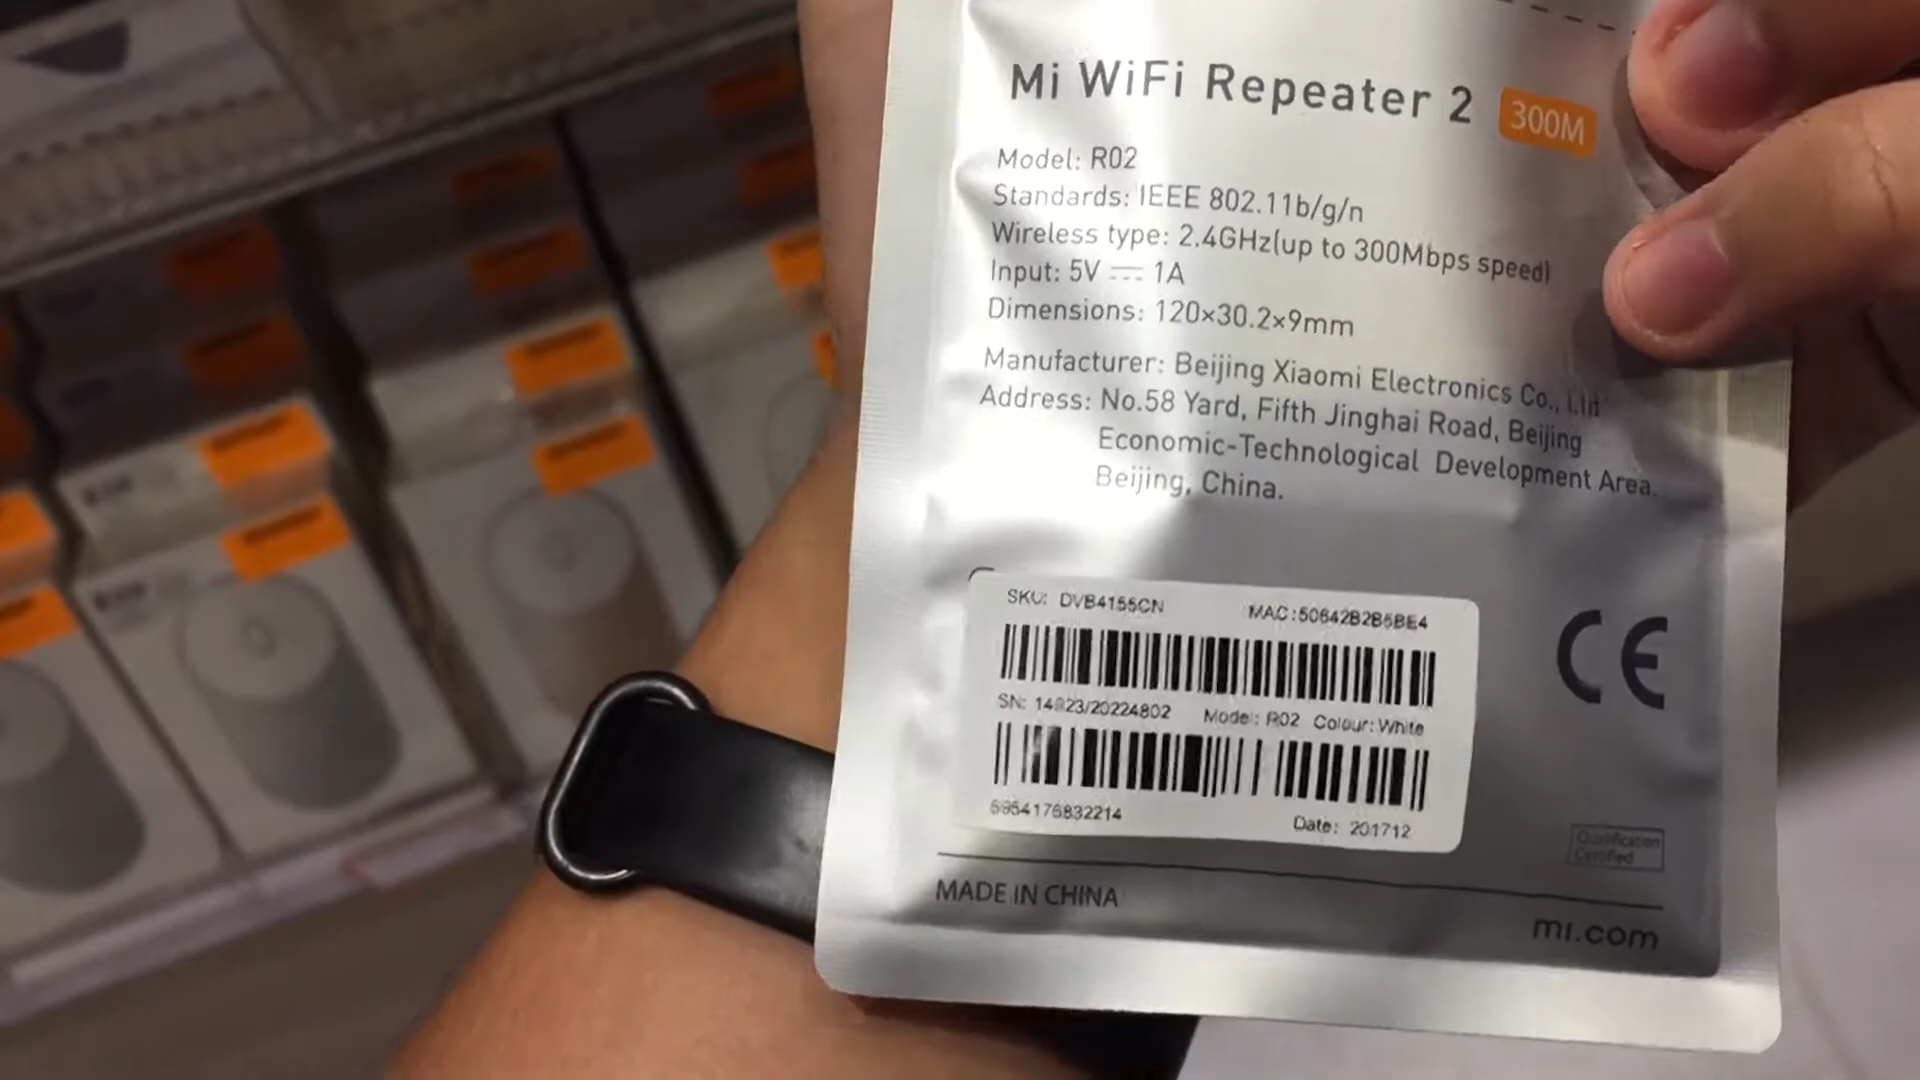 Mi WiFi Repeater 2 300M
Model: R02
Standards: IEEE 802.11b/g/n
Wireless type: 2.4GHz(up to 300Mbps speed)
Input: 5V ⎓ 1A
Dimensions: 120×30.2×9mm
Manufacturer: Beijing Xiaomi Electronics Co., Ltd
Address: No.58 Yard, Fifth Jinghai Road, Beijing
Economic-Technological Development Area.
Beijing, China.
SKU: DVB4155CN MAC:50642B2B5BE4
SN: Model: R02 Colour: White
Date: 201712
CE
Qualification
Certified
MADE IN CHINA
mi.com